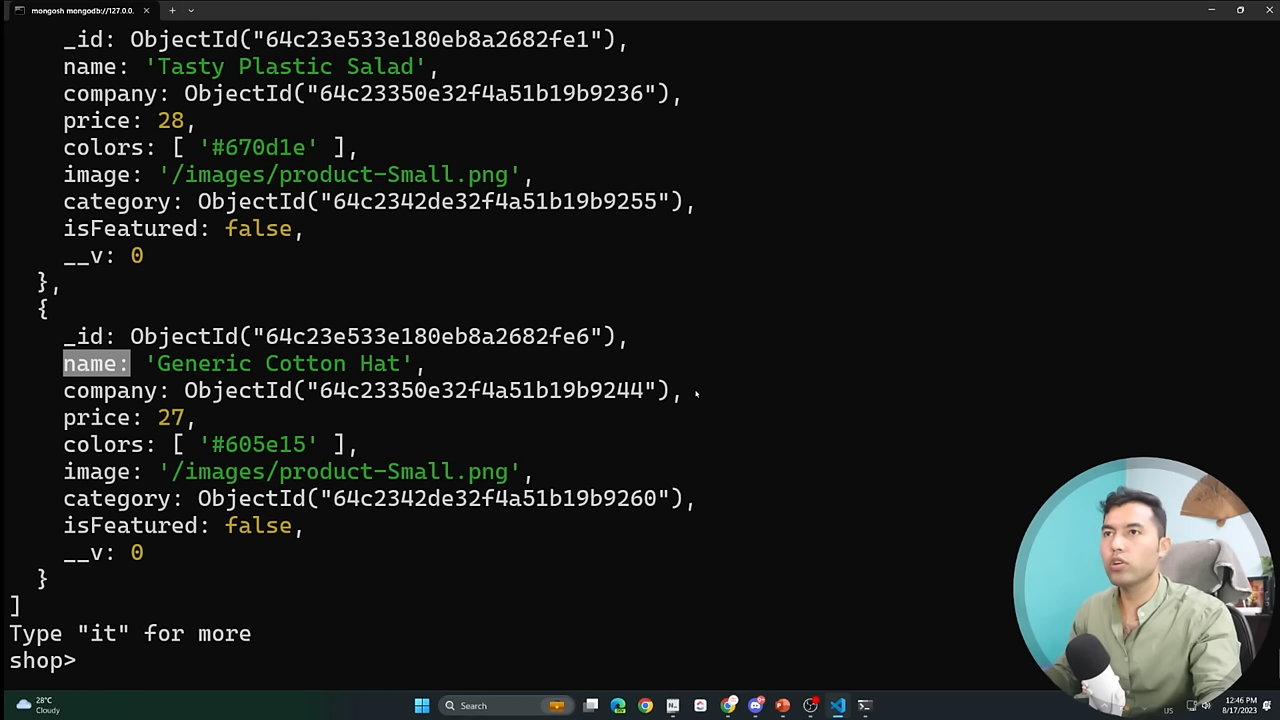 mongosh mongodb://127.0.0.
_id: ObjectId("64c23e533e180eb8a2682fe1"),
name: 'Tasty Plastic Salad',
company: ObjectId("64c23350e32f4a51b19b9236"),
price: 28,
colors: [ '#670d1e' ],
image: '/images/product-Small.png',
category: ObjectId("64c2342de32f4a51b19b9255"),
isFeatured: false,
__v: 0
},
{
_id: ObjectId("64c23e533e180eb8a2682fe6"),
name: 'Generic Cotton Hat',
company: ObjectId("64c23350e32f4a51b19b9244"),
price: 27,
colors: [ '#605e15' ],
image: '/images/product-Small.png',
category: ObjectId("64c2342de32f4a51b19b9260"),
isFeatured: false,
__v: 0
}
]
Type "it" for more
shop>
28°C
Cloudy
Search
US
12:46 PM
8/17/2023